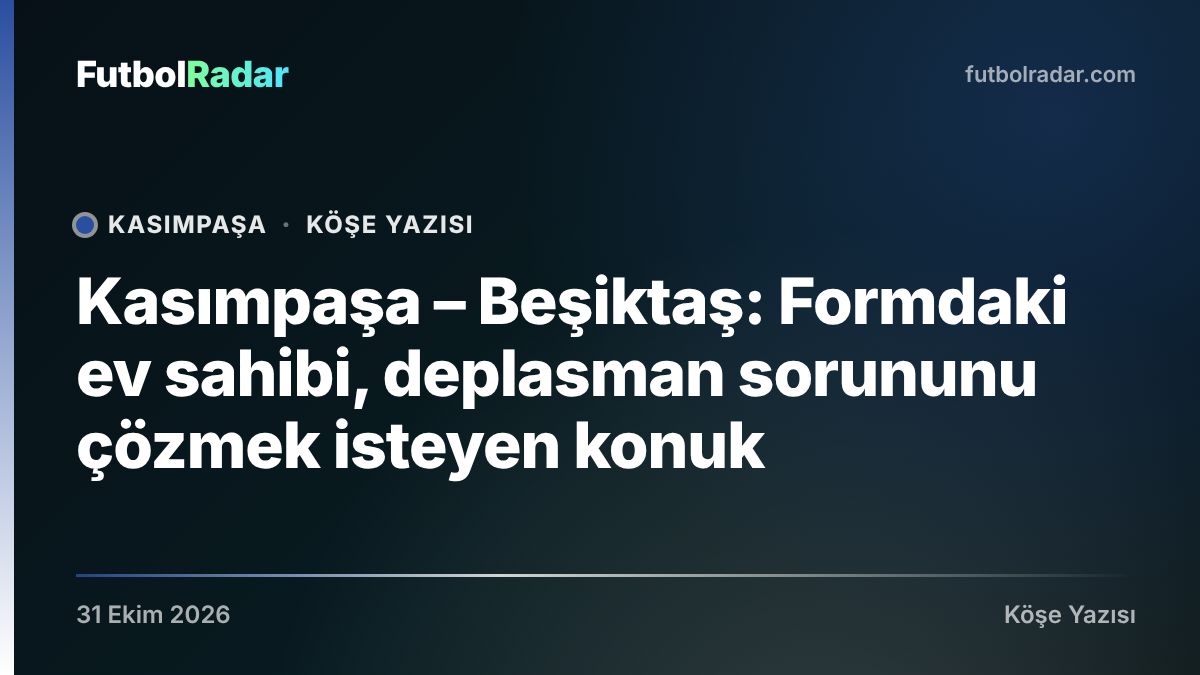 FutbolRadar
futbolradar.com
KASIMPAŞA · KÖŞE YAZISI
Kasımpaşa – Beşiktaş: Formdaki
ev sahibi, deplasman sorununu
çözmek isteyen konuk
31 Ekim 2026
Köşe Yazısı